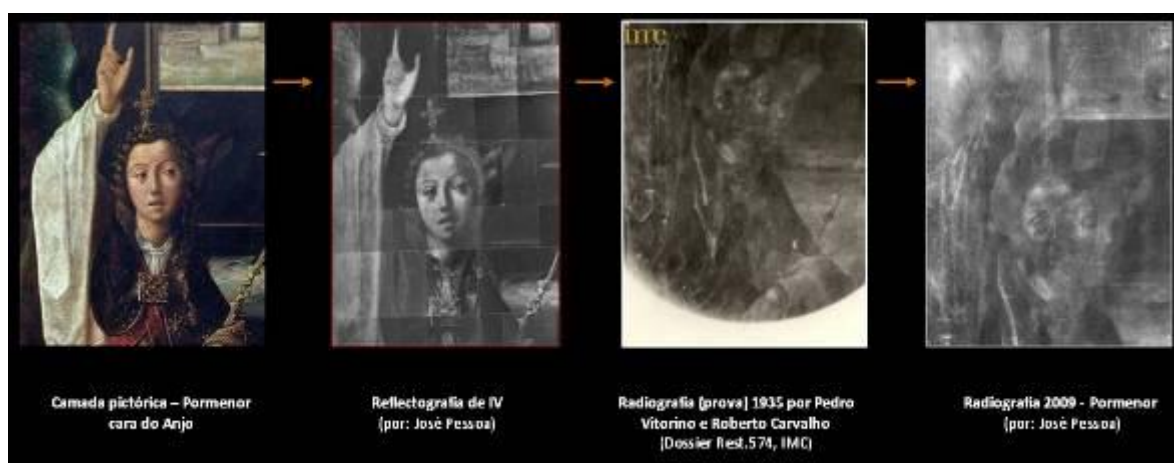 imc
Camada pictórica – Pormenor
cara do Anjo
Reflectografia de IV
(por: José Pessoa)
Radiografia (prova) 1935 por Pedro
Vitorino e Roberto Carvalho
(Dossier Rest.574, IMC)
Radiografia 2009 - Pormenor
(por: José Pessoa)